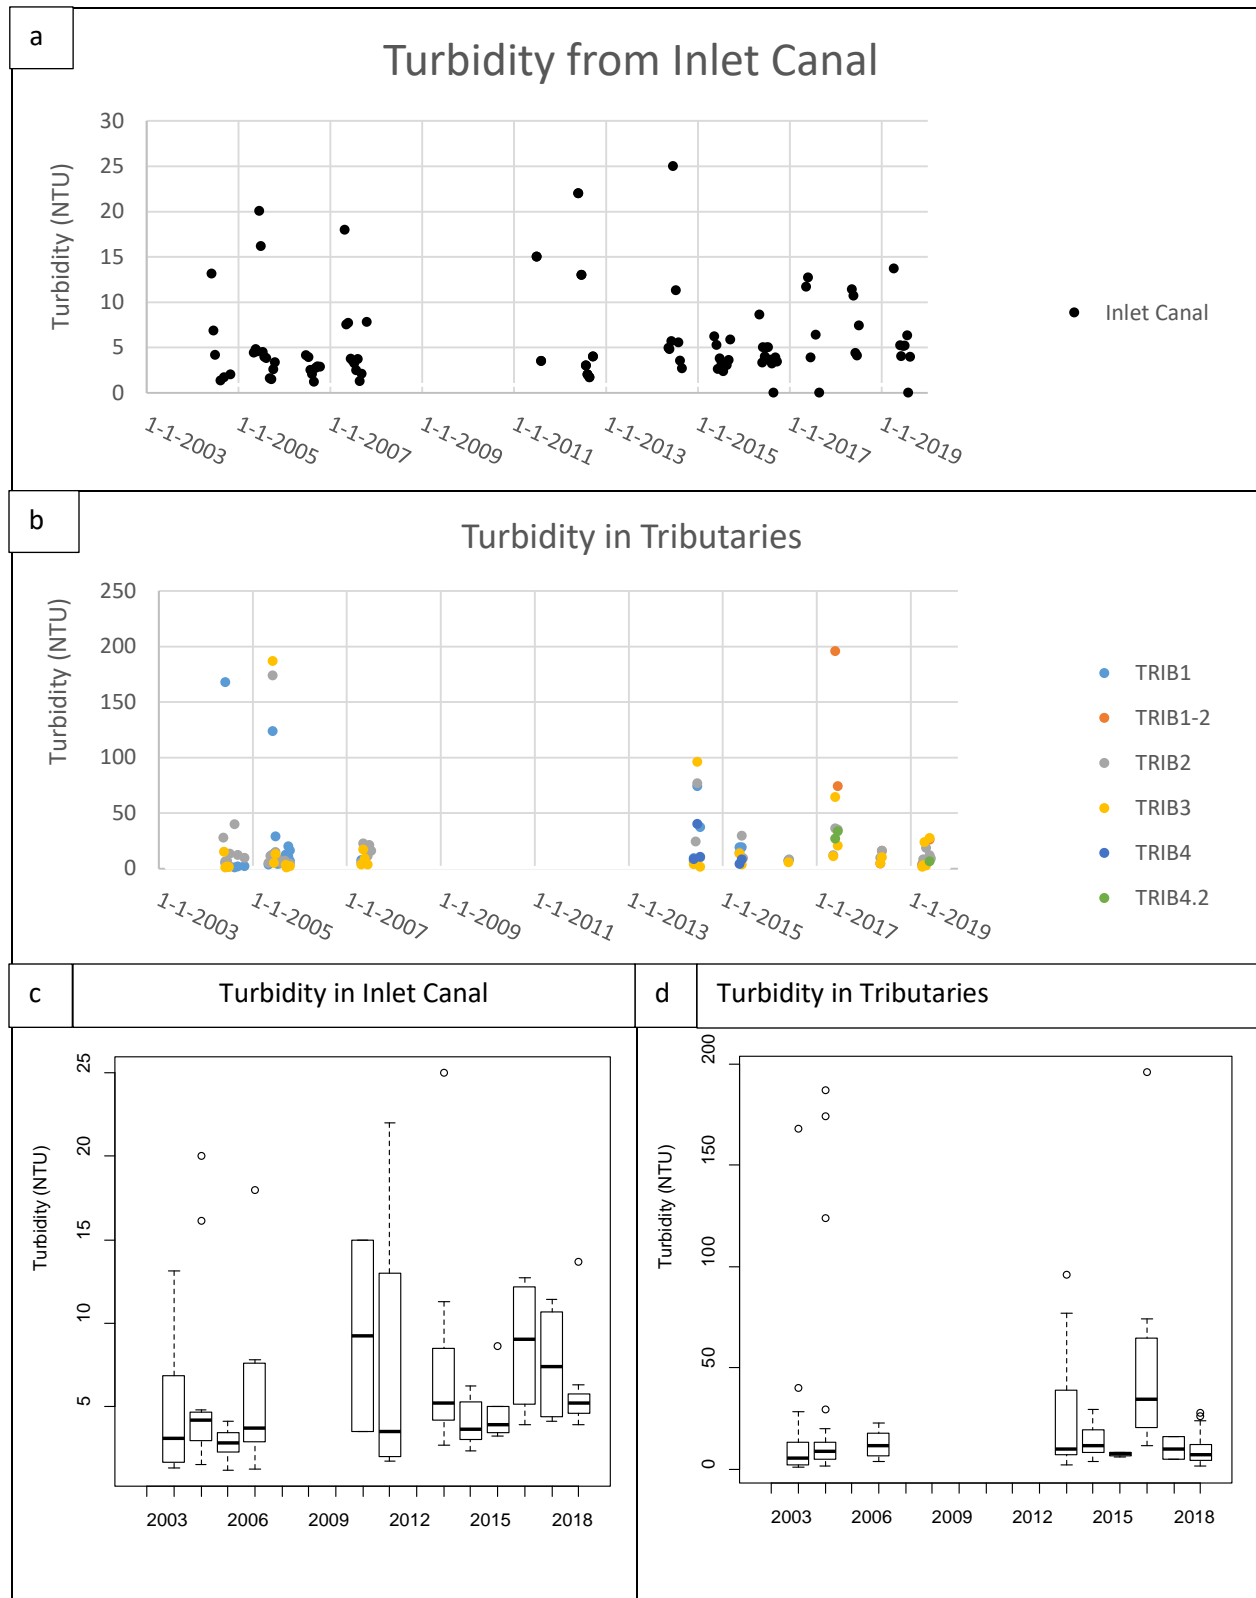 a
Turbidity from Inlet Canal
Turbidity (NTU)
30
25
20
15
10
5
0
1-1-2003
1-1-2005
1-1-2007
1-1-2009
1-1-2011
1-1-2013
1-1-2015
1-1-2017
1-1-2019
Inlet Canal
b
Turbidity in Tributaries
Turbidity (NTU)
250
200
150
100
50
0
1-1-2003
1-1-2005
1-1-2007
1-1-2009
1-1-2011
1-1-2013
1-1-2015
1-1-2017
1-1-2019
TRIB1
TRIB1-2
TRIB2
TRIB3
TRIB4
TRIB4.2
c
Turbidity in Inlet Canal
Turbidity (NTU)
25
20
15
10
5
2003 2006 2009 2012 2015 2018
d
Turbidity in Tributaries
Turbidity (NTU)
200
150
100
50
0
2003 2006 2009 2012 2015 2018